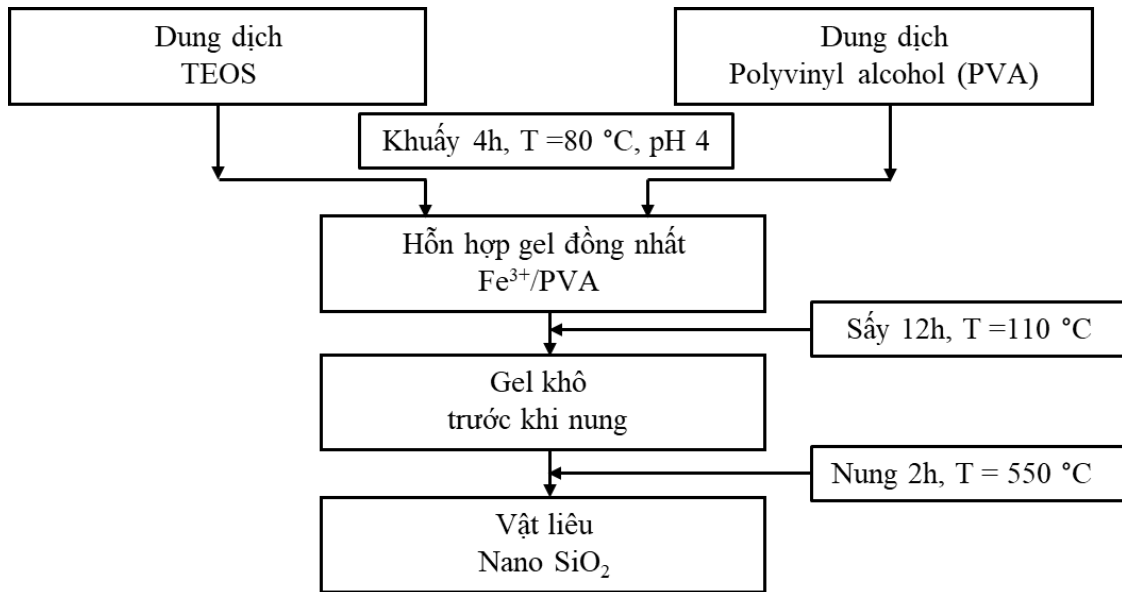 Dung dịch
TEOS
Dung dịch
Polyvinyl alcohol (PVA)
Khuấy 4h, T =80 °C, pH 4
Hỗn hợp gel đồng nhất
Fe³⁺/PVA
Sấy 12h, T =110 °C
Gel khô
trước khi nung
Nung 2h, T = 550 °C
Vật liêu
Nano SiO₂